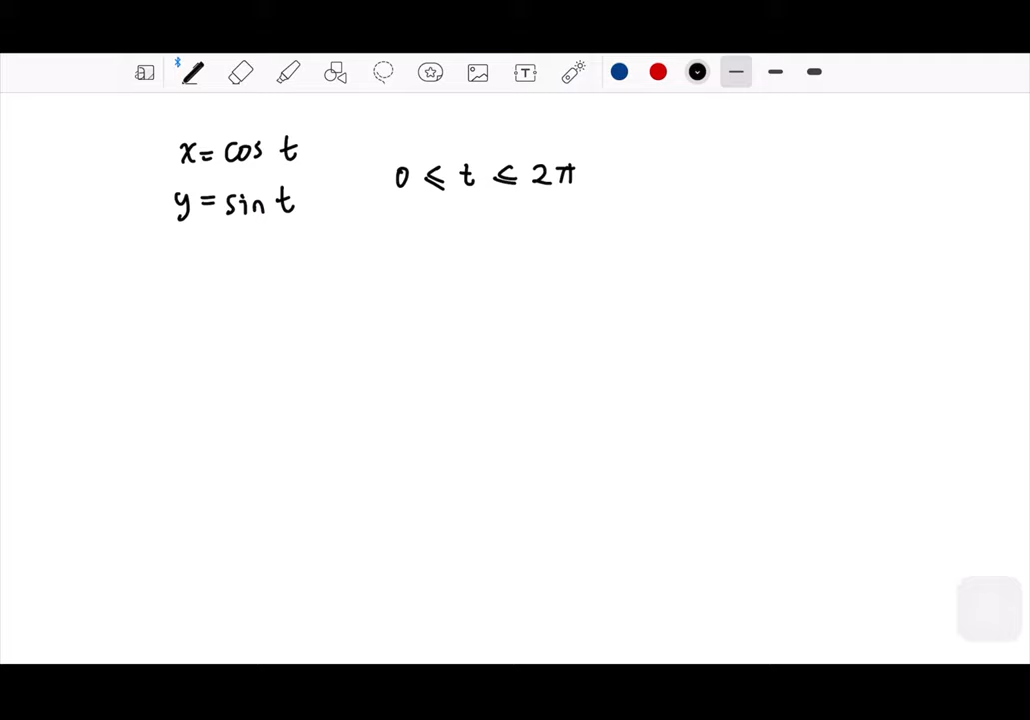 x = cos t
y = sin t
0 ⩽ t ⩽ 2π